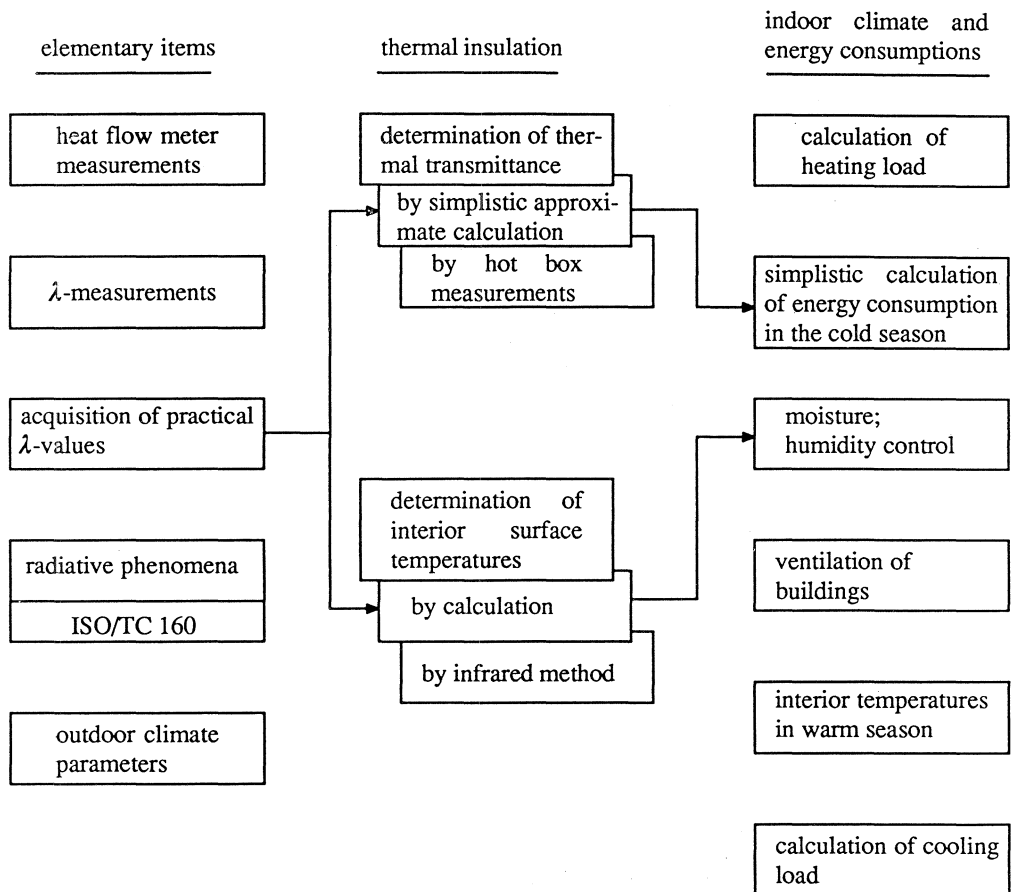 elementary items
heat flow meter
measurements
λ-measurements
acquisition of practical
λ-values
radiative phenomena
ISO/TC 160
outdoor climate
parameters
thermal insulation
determination of ther-
mal transmittance
by simplistic approxi-
mate calculation
by hot box
measurements
determination of
interior surface
temperatures
by calculation
by infrared method
indoor climate and
energy consumptions
calculation of
heating load
simplistic calculation
of energy consumption
in the cold season
moisture;
humidity control
ventilation of
buildings
interior temperatures
in warm season
calculation of cooling
load